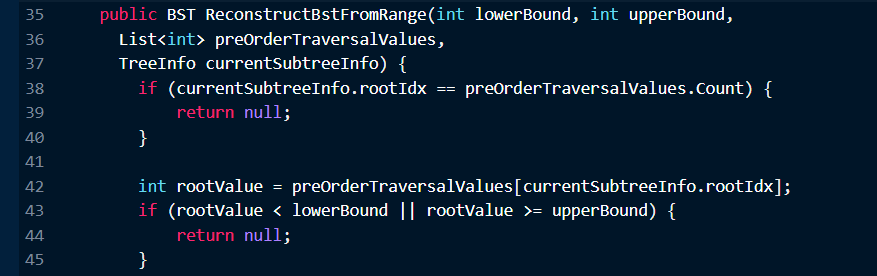 35 public BST ReconstructBstFromRange(int lowerBound, int upperBound,
36 List<int> preOrderTraversalValues,
37 TreeInfo currentSubtreeInfo) {
38 if (currentSubtreeInfo.rootIdx == preOrderTraversalValues.Count) {
39 return null;
40 }
41
42 int rootValue = preOrderTraversalValues[currentSubtreeInfo.rootIdx];
43 if (rootValue < lowerBound || rootValue >= upperBound) {
44 return null;
45 }